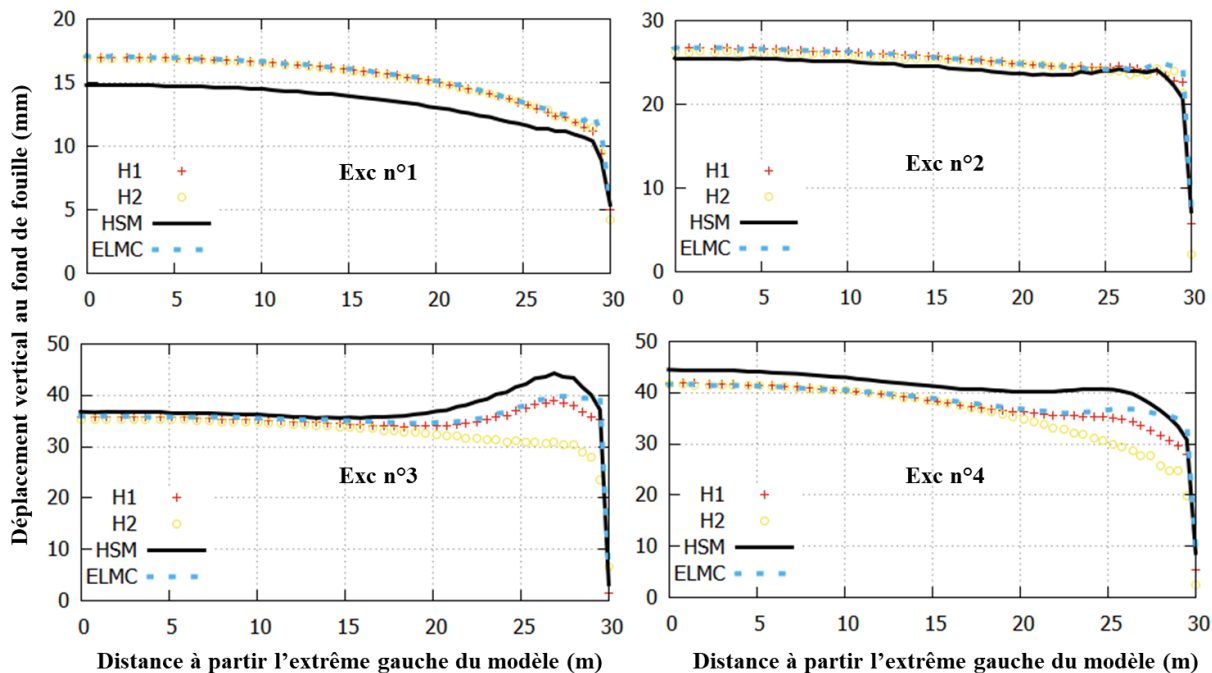 Déplacement vertical au fond de fouille (mm)
20
15
10
5
0
H1
H2
HSM
ELMC
Exc n°1
0 5 10 15 20 25 30
30
20
10
0
H1
H2
HSM
ELMC
Exc n°2
0 5 10 15 20 25 30
50
40
30
20
10
0
H1
H2
HSM
ELMC
Exc n°3
0 5 10 15 20 25 30
50
40
30
20
10
0
H1
H2
HSM
ELMC
Exc n°4
0 5 10 15 20 25 30
Distance à partir l’extrême gauche du modèle (m)
Distance à partir l’extrême gauche du modèle (m)